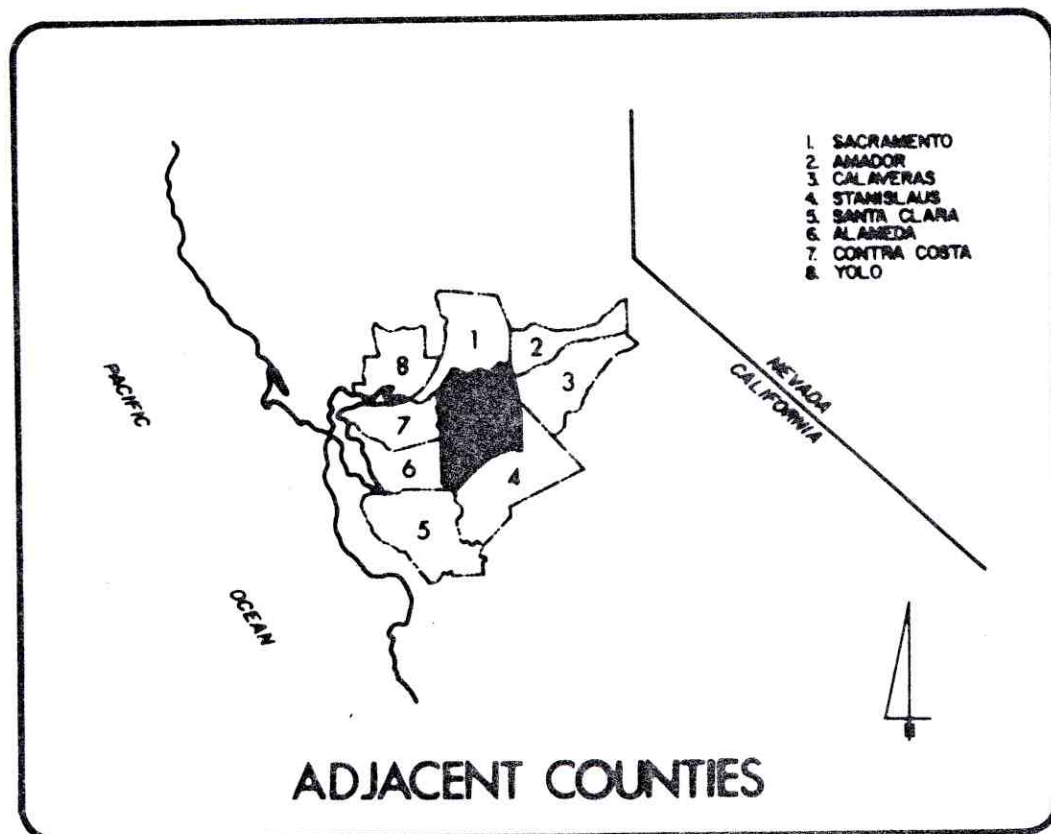 1. SACRAMENTO
2. AMADOR
3. CALAVERAS
4. STANISLAUS
5. SANTA CLARA
6. ALAMEDA
7. CONTRA COSTA
8. YOLO
1
2
8
3
7
6
4
5
PACIFIC
OCEAN
NEVADA
CALIFORNIA
ADJACENT COUNTIES